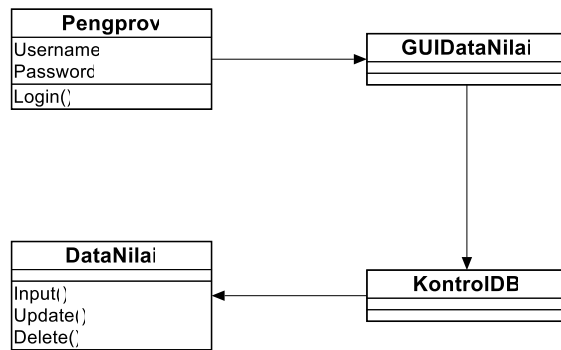 Pengprov
Username
Password
Login()
GUIDataNilai
DataNilai
Input()
Update()
Delete()
KontrolDB